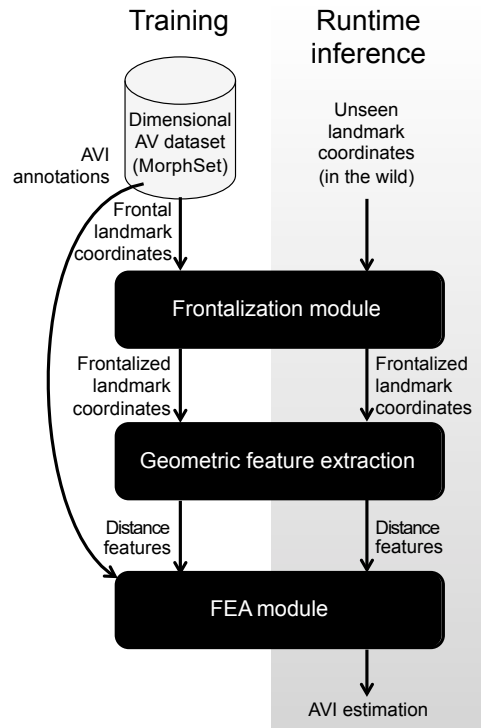 Training
Runtime
inference
Dimensional
AV dataset
(MorphSet)
AVI
annotations
Unseen
landmark
coordinates
(in the wild)
Frontal
landmark
coordinates
Frontalization module
Frontalized
landmark
coordinates
Frontalized
landmark
coordinates
Geometric feature extraction
Distance
features
Distance
features
FEA module
AVI estimation